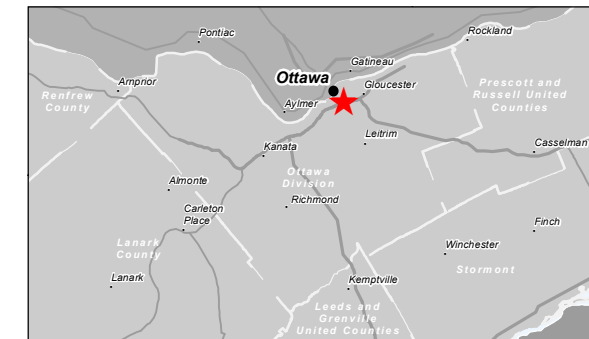 Rockland
Pontiac
Gatineau
Ottawa
Arnprior
Gloucester
Prescott and
Russell United
Counties
Renfrew
County
Aylmer
Leitrim
Casselman
Kanata
Ottawa
Division
Almonte
Richmond
Carleton
Place
Finch
Lanark
County
Winchester
Stormont
Lanark
Kemptville
Leeds and
Grenville
United Counties